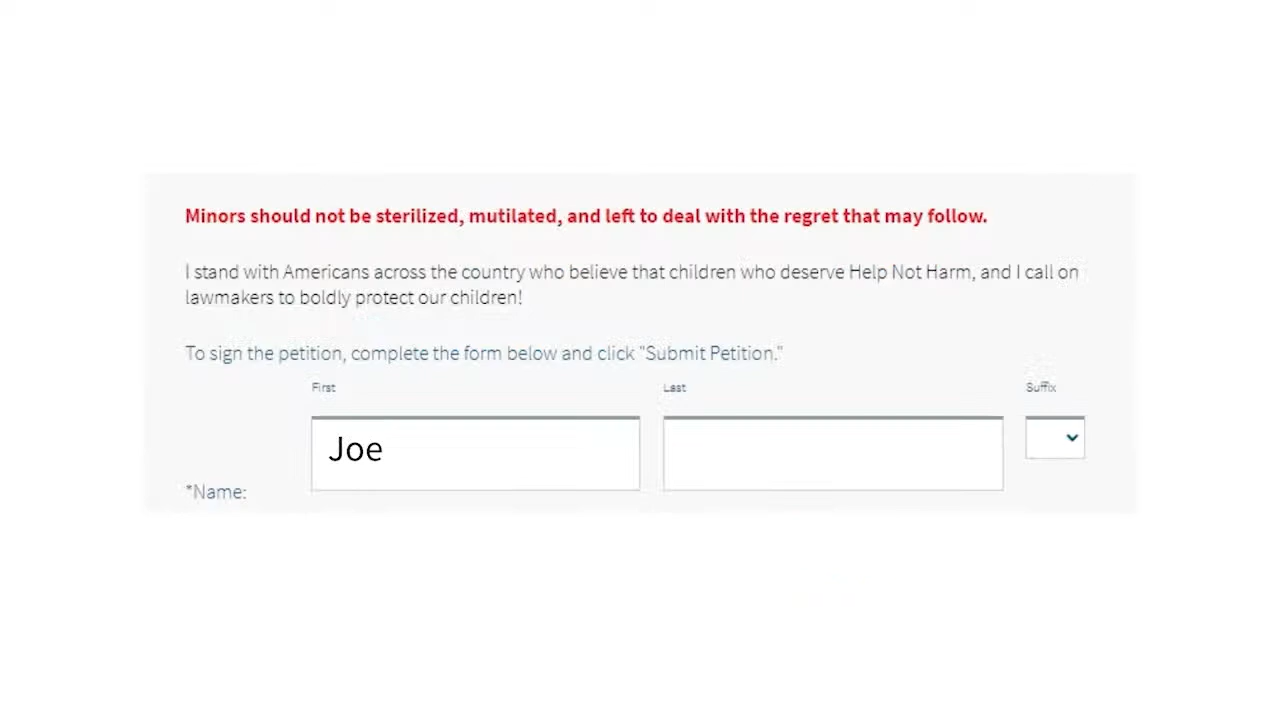 Minors should not be sterilized, mutilated, and left to deal with the regret that may follow.
I stand with Americans across the country who believe that children who deserve Help Not Harm, and I call on
lawmakers to boldly protect our children!
To sign the petition, complete the form below and click "Submit Petition."
First Last Suffix
Joe
*Name: